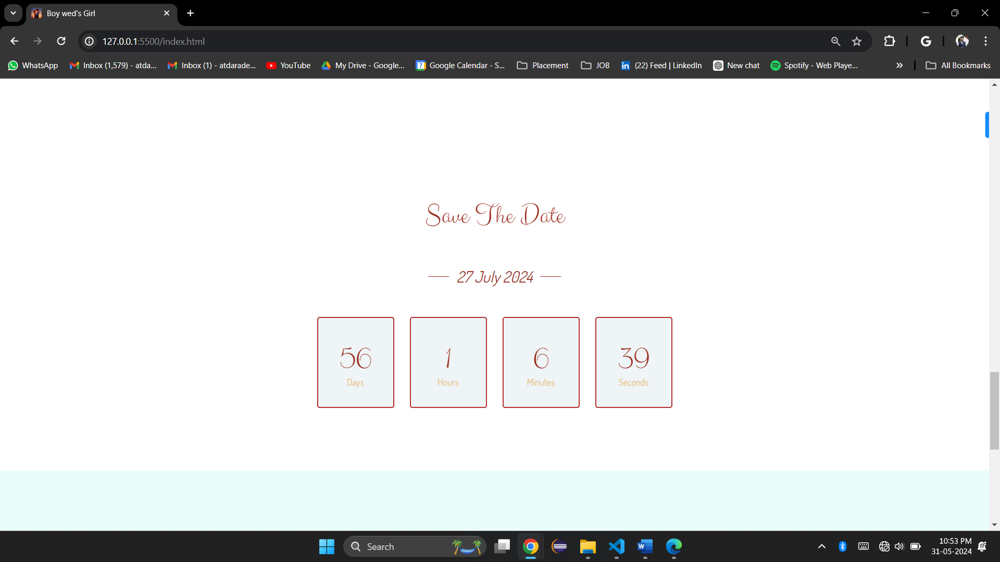 Boy wed's Girl
127.0.0.1:5500/index.html
WhatsApp Inbox (1,579) - atda... Inbox (1) - atdarade... YouTube My Drive - Google... 7 Google Calendar - S... Placement JOB in (22) Feed | LinkedIn New chat Spotify - Web Playe... All Bookmarks
Save The Date
27 July 2024
56 1 6 39
Days Hours Minutes Seconds
Search
10:53 PM
31-05-2024